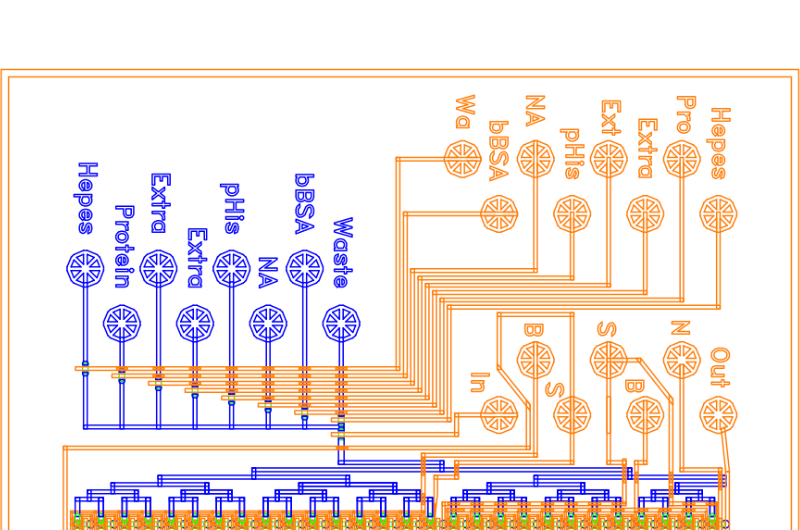 Wa
bBSA
NA
pHis
Ext
Extra
Pro
Hepes
Hepes
Protein
Extra
Extra
pHis
NA
bBSA
Waste
In
B
S
S
B
N
Out